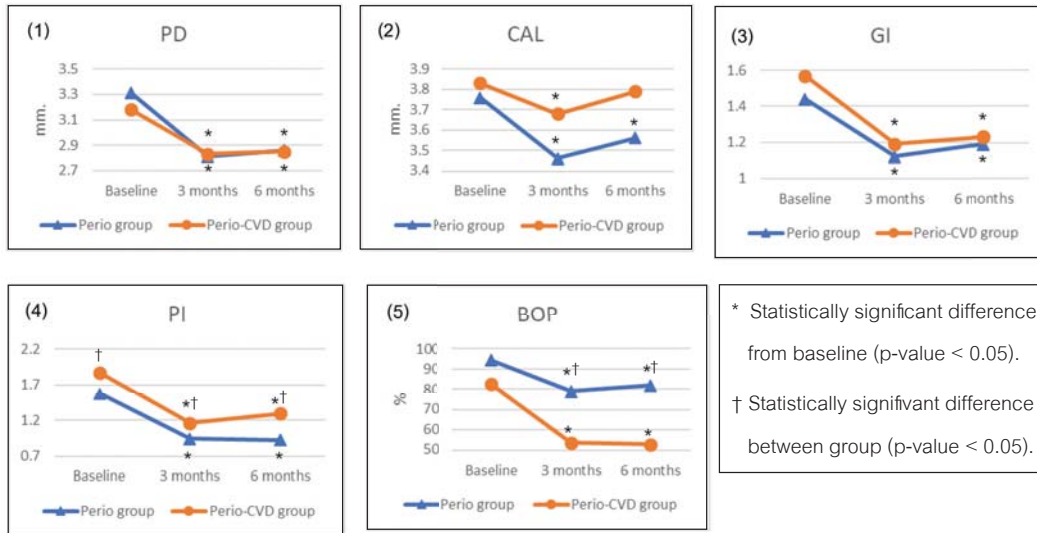 (1) PD
3.5
3.3
3.1
2.9
2.7
mm.
* *
* *
Baseline 3 months 6 months
Perio group Perio-CVD group
(2) CAL
3.9
3.8
3.7
3.6
3.5
3.4
mm.
*
* *
Baseline 3 months 6 months
Perio group Perio-CVD group
(3) GI
1.6
1.4
1.2
1
* *
* *
Baseline 3 months 6 months
Perio group Perio-CVD group
(4) PI
2.2
1.7
1.2
0.7
†
*† *†
* *
Baseline 3 months 6 months
Perio group Perio-CVD group
(5) BOP
100
90
80
70
60
50
%
*† *†
* *
Baseline 3 months 6 months
Perio group Perio-CVD group
* Statistically significant difference
from baseline (p-value < 0.05).
† Statistically signifivant difference
between group (p-value < 0.05).